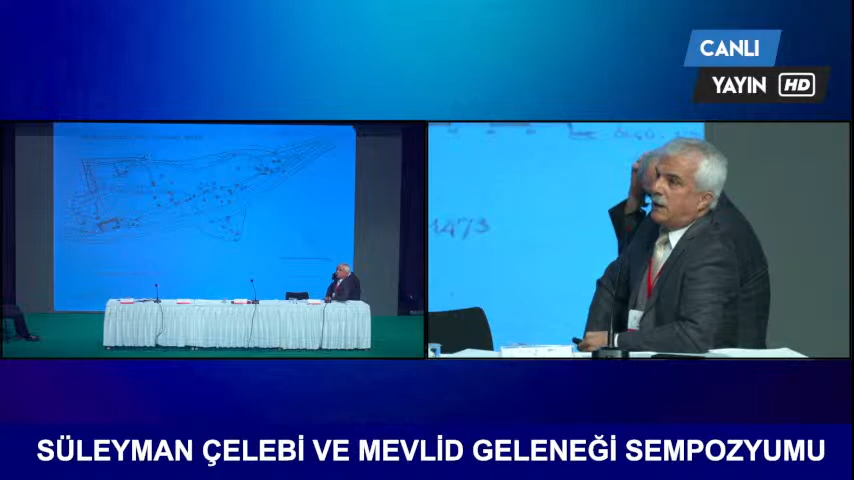 CANLI
YAYIN HD
1473
SÜLEYMAN ÇELEBİ VE MEVLİD GELENEĞİ SEMPOZYUMU